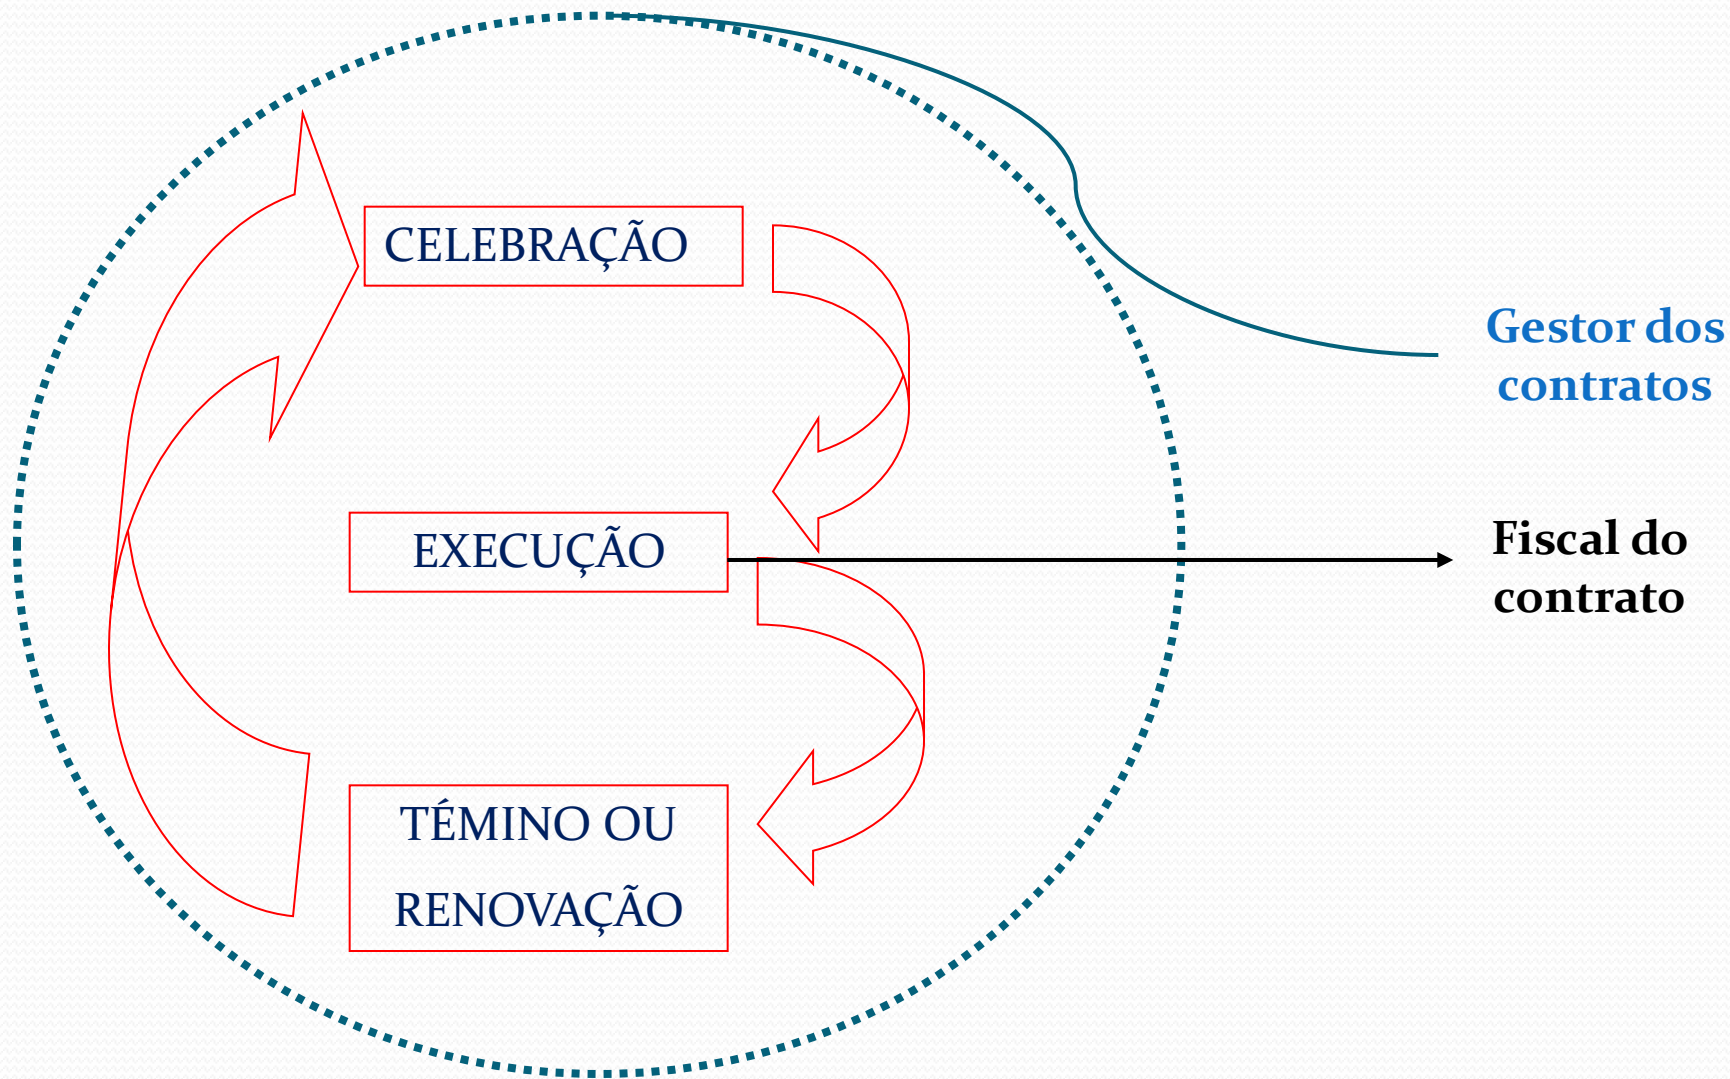 CELEBRAÇÃO
Gestor dos
contratos
EXECUÇÃO
Fiscal do
contrato
TÉMINO OU
RENOVAÇÃO